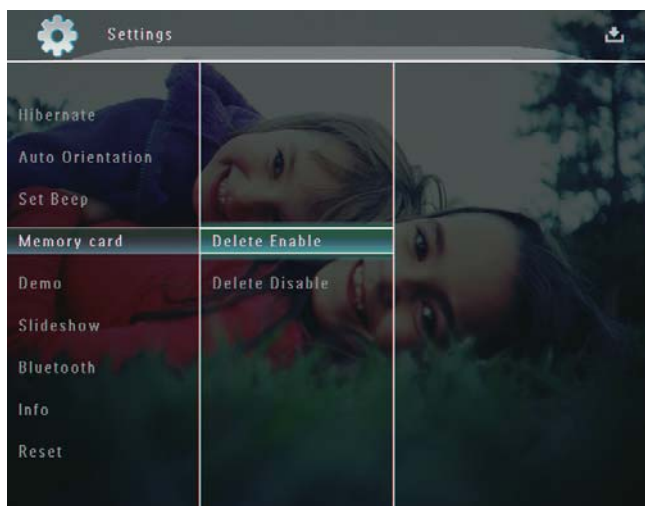 Settings
Hibernate
Auto Orientation
Set Beep
Memory card
Delete Enable
Demo
Delete Disable
Slideshow
Bluetooth
Info
Reset